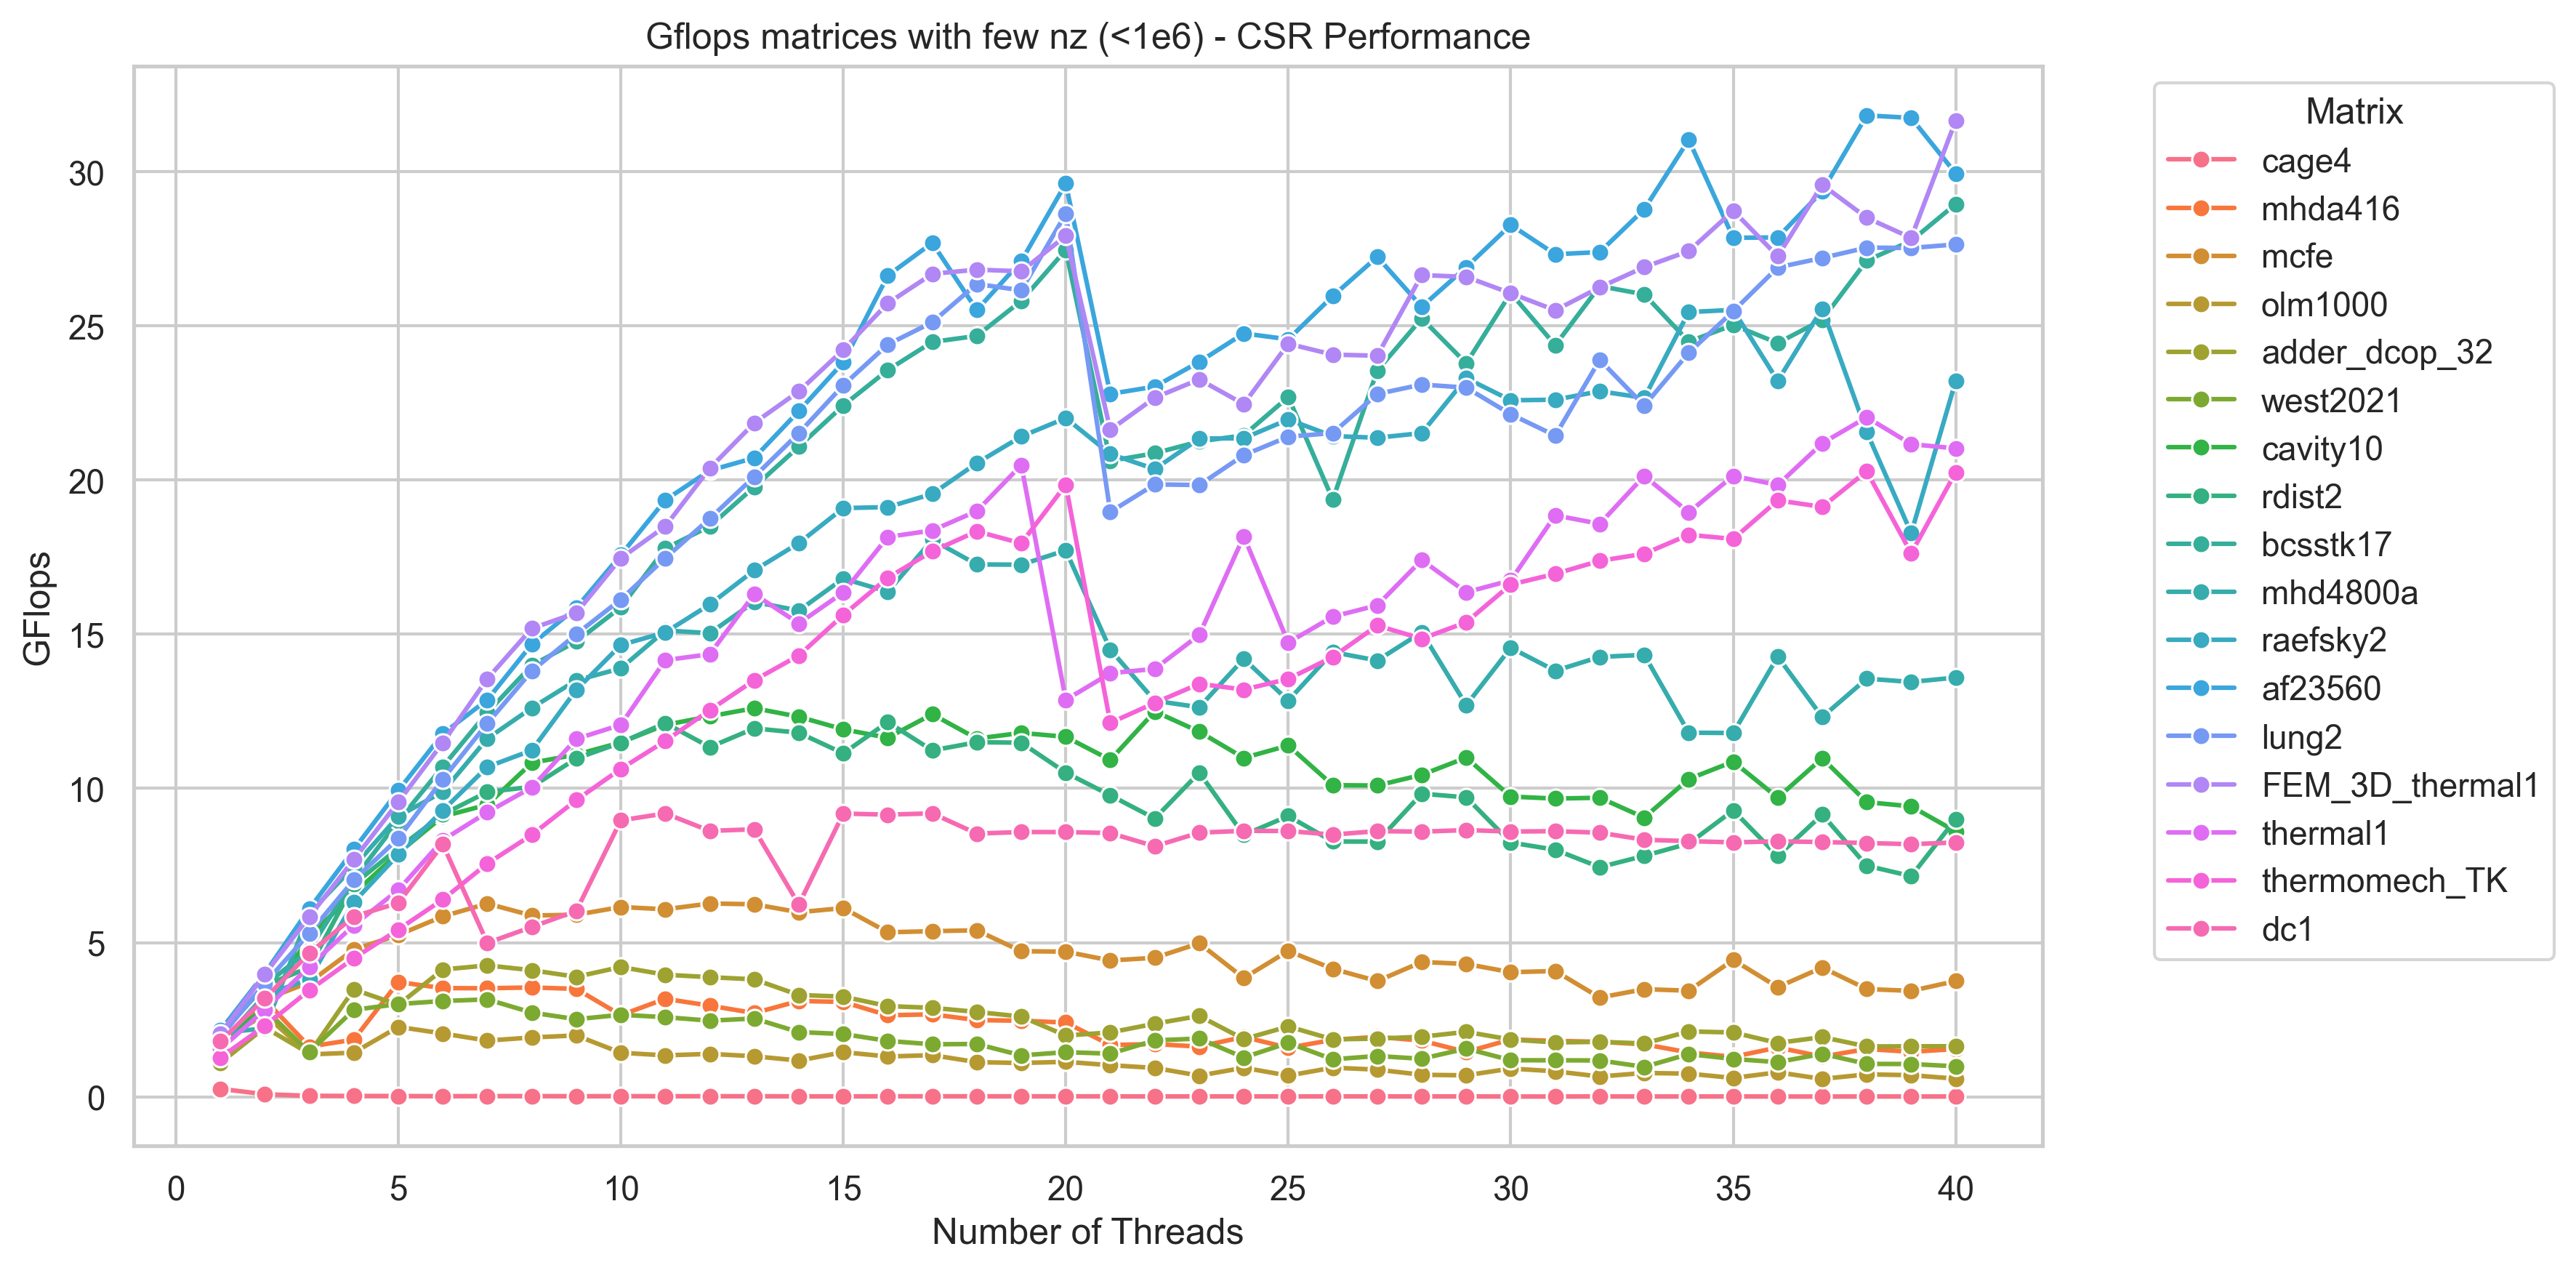 Gflops matrices with few nz (<1e6) - CSR Performance
GFlops
30
25
20
15
10
5
0
0 5 10 15 20 25 30 35 40
Number of Threads
Matrix
cage4
mhda416
mcfe
olm1000
adder_dcop_32
west2021
cavity10
rdist2
bcsstk17
mhd4800a
raefsky2
af23560
lung2
FEM_3D_thermal1
thermal1
thermomech_TK
dc1